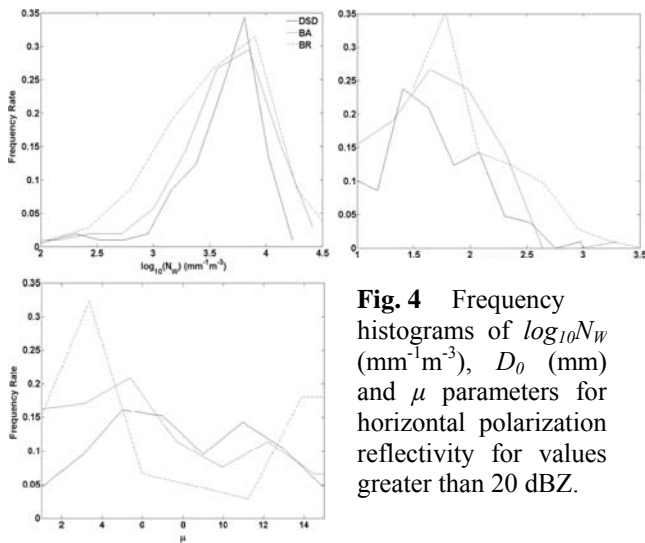 0.35
0.3
0.25
0.2
0.15
0.1
0.05
0
Frequency Rate
DSD
BA
BR
2 2.5 3 3.5 4 4.5
log10(NW) (mm-1m-3)
0.35
0.3
0.25
0.2
0.15
0.1
0.05
0
1 1.5 2 2.5 3 3.5
0.35
0.3
0.25
0.2
0.15
0.1
0.05
0
Frequency Rate
2 4 6 8 10 12 14
μ
Fig. 4 Frequency
histograms of log10NW
(mm-1m-3), D0 (mm)
and μ parameters for
horizontal polarization
reflectivity for values
greater than 20 dBZ.